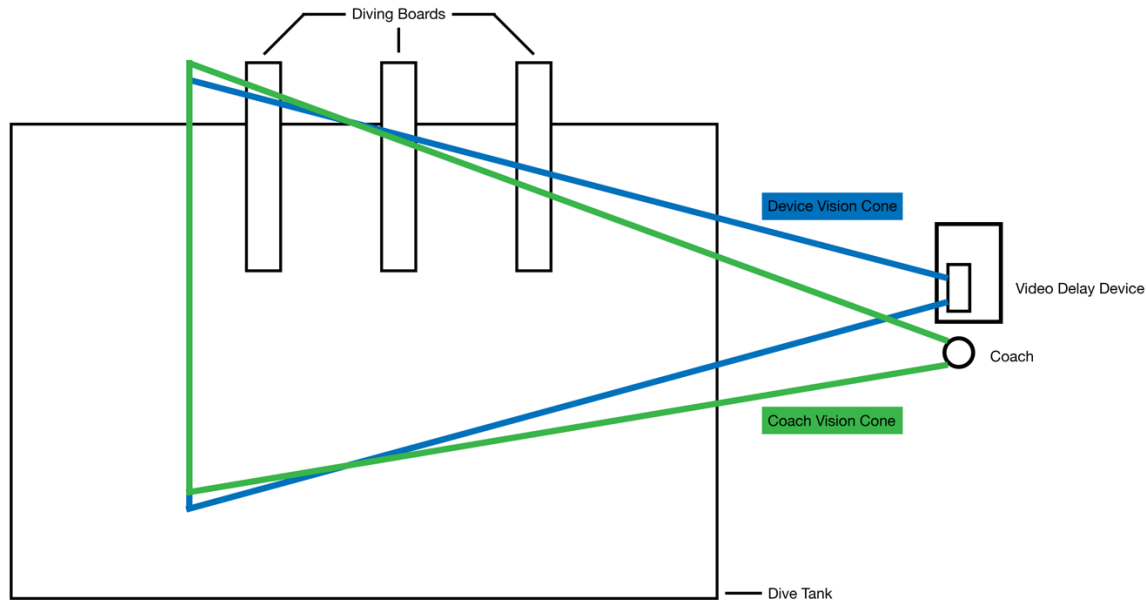 Diving Boards
Device Vision Cone
Video Delay Device
Coach
Coach Vision Cone
Dive Tank